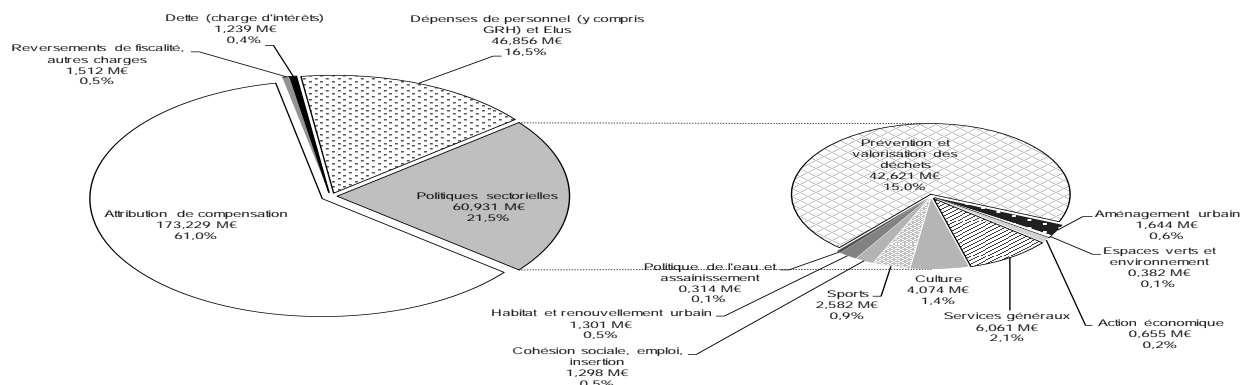 Dette (charge d'intérêts)
1,239 M€
0,4%
Dépenses de personnel (y compris
GRH) et Elus
46,856 M€
16,5%
Reversements de fiscalité,
autres charges
1,512 M€
0,5%
Attribution de compensation
173,229 M€
61,0%
Politiques sectorielles
60,931 M€
21,5%
Prévention et
valorisation des
déchets
42,621 M€
15,0%
Aménagement urbain
1,644 M€
0,6%
Espaces verts et
environnement
0,382 M€
0,1%
Action économique
0,655 M€
0,2%
Services généraux
6,061 M€
2,1%
Culture
4,074 M€
1,4%
Sports
2,582 M€
0,9%
Politique de l'eau et
assainissement
0,314 M€
0,1%
Habitat et renouvellement urbain
1,301 M€
0,5%
Cohésion sociale, emploi,
insertion
1,298 M€
0,5%